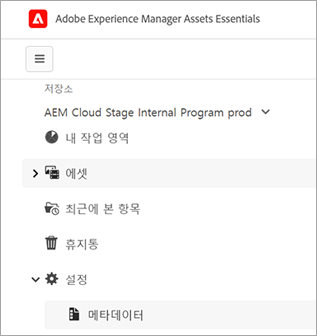 Adobe Experience Manager Assets Essentials
저장소
AEM Cloud Stage Internal Program prod
내 작업 영역
에셋
최근에 본 항목
휴지통
설정
메타데이터